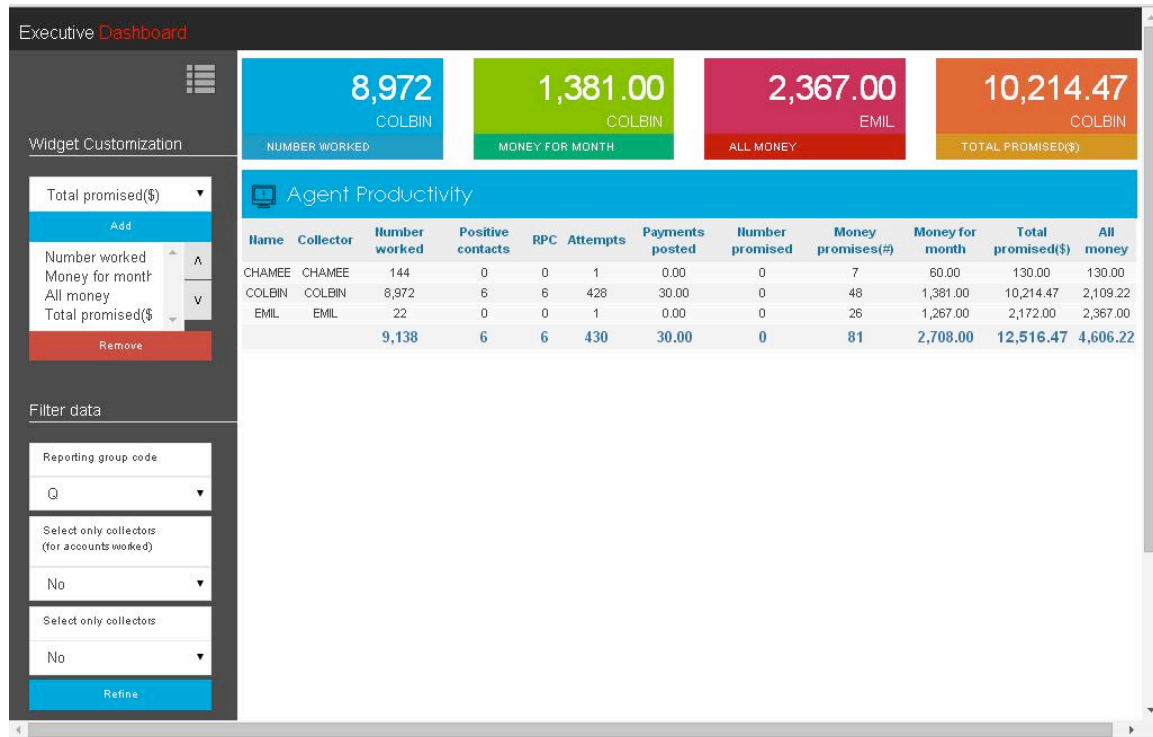 Executive Dashboard
Widget Customization
Total promised($)
Add
Number worked
Money for month
All money
Total promised($
Remove
Filter data
Reporting group code
Q
Select only collectors
(for accounts worked)
No
Select only collectors
No
Refine
8,972
COLBIN
NUMBER WORKED
1,381.00
COLBIN
MONEY FOR MONTH
2,367.00
EMIL
ALL MONEY
10,214.47
COLBIN
TOTAL PROMISED($)
Agent Productivity
Name Collector Number worked Positive contacts RPC Attempts Payments posted Number promised Money promises(#) Money for month Total promised($) All money
CHAMEE CHAMEE 144 0 0 1 0.00 0 7 60.00 130.00 130.00
COLBIN COLBIN 8,972 6 6 428 30.00 0 48 1,381.00 10,214.47 2,109.22
EMIL EMIL 22 0 0 1 0.00 0 26 1,267.00 2,172.00 2,367.00
9,138 6 6 430 30.00 0 81 2,708.00 12,516.47 4,606.22